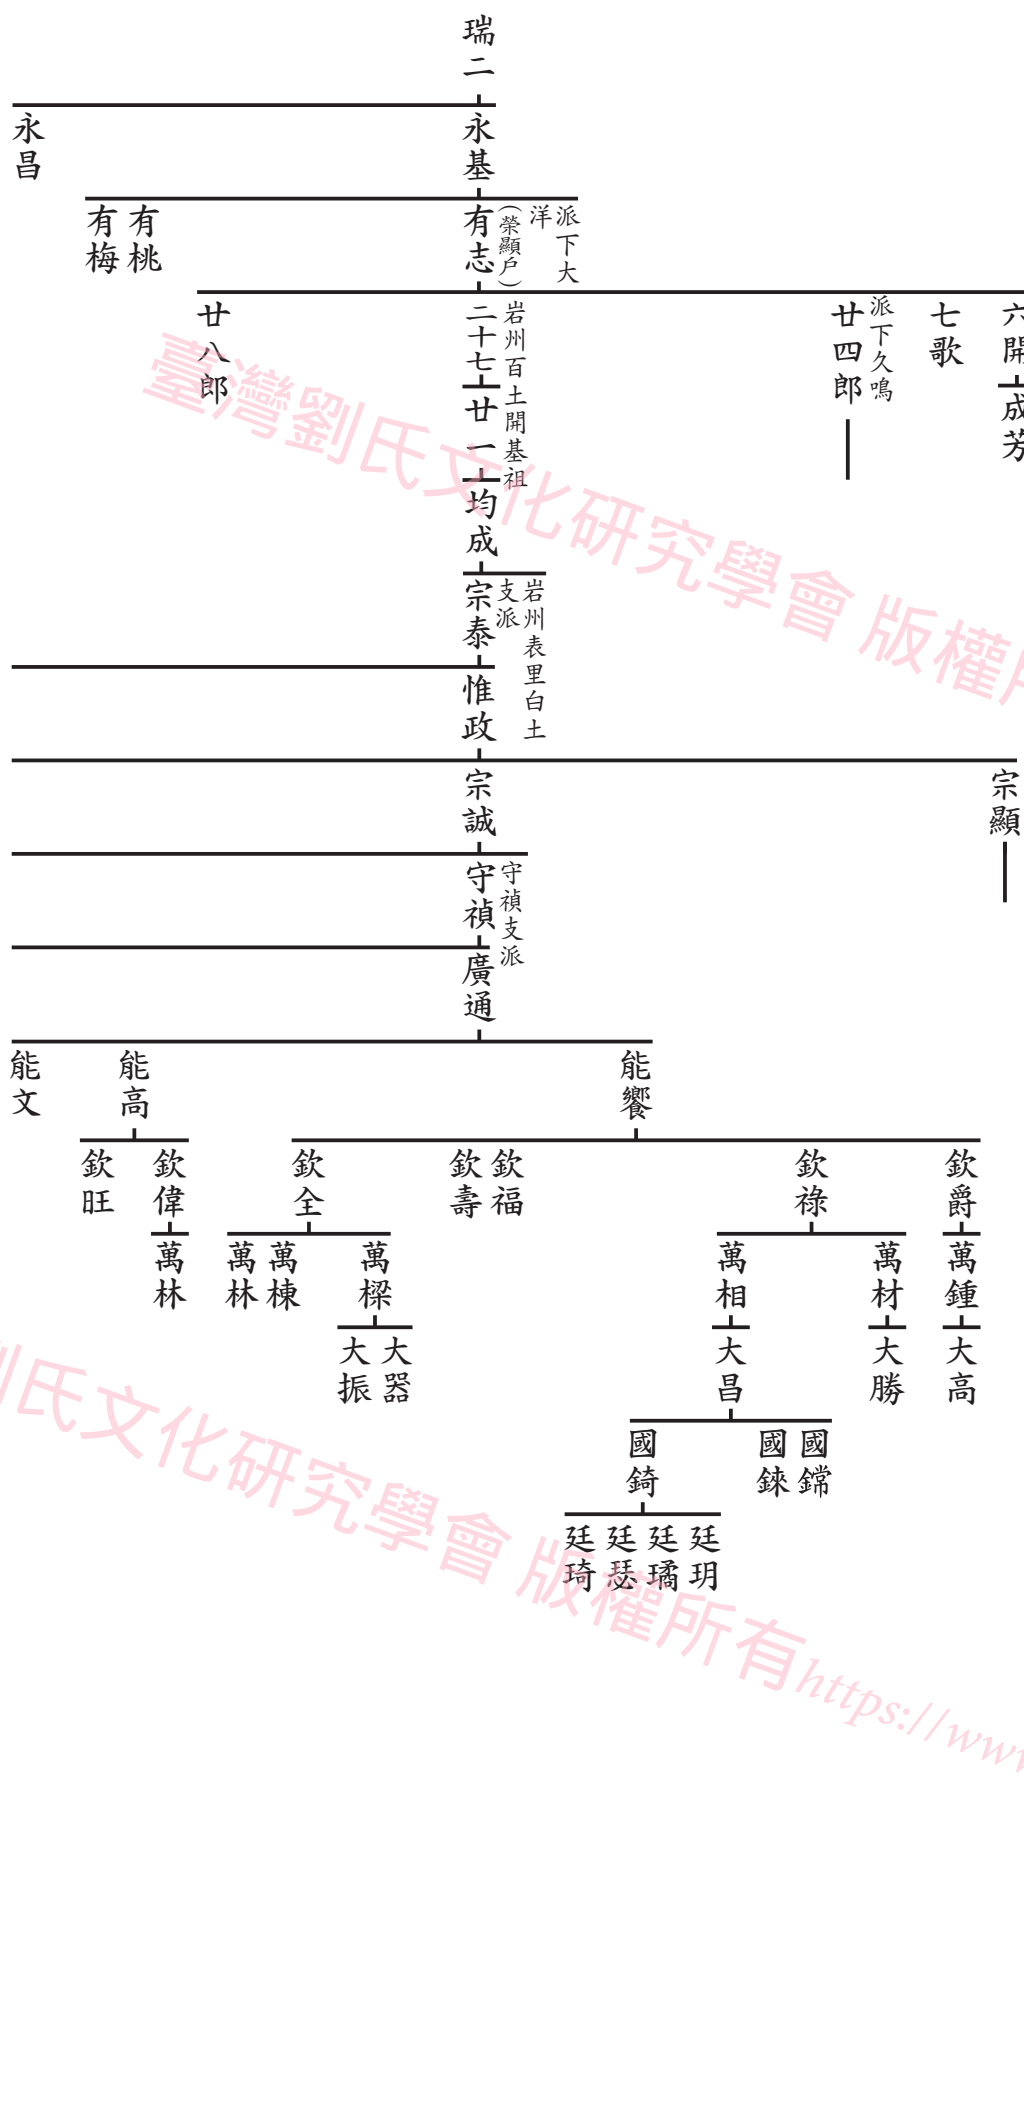 瑞二
永基
永昌
派下大洋
有志
(榮顯戶)
有桃
有梅
六開
七歌
廿四郎
派下久鳴
二十七
岩州百土開基祖
廿八郎
成芳
廿一
均成
宗泰
岩州表里白土支派
惟政
宗顯
宗誠
守禎
守禎支派
廣通
能饗
能高
能文
欽爵
欽祿
欽福
欽壽
欽全
欽偉
欽旺
萬鍾
萬材
萬相
萬樑
萬棟
萬林
萬林
大高
大勝
大昌
大器
大振
國鏛
國錸
國錡
廷玥
廷璚
廷瑟
廷琦
臺灣劉氏文化研究學會 版權所
劉氏文化研究學會 版權所有https://www